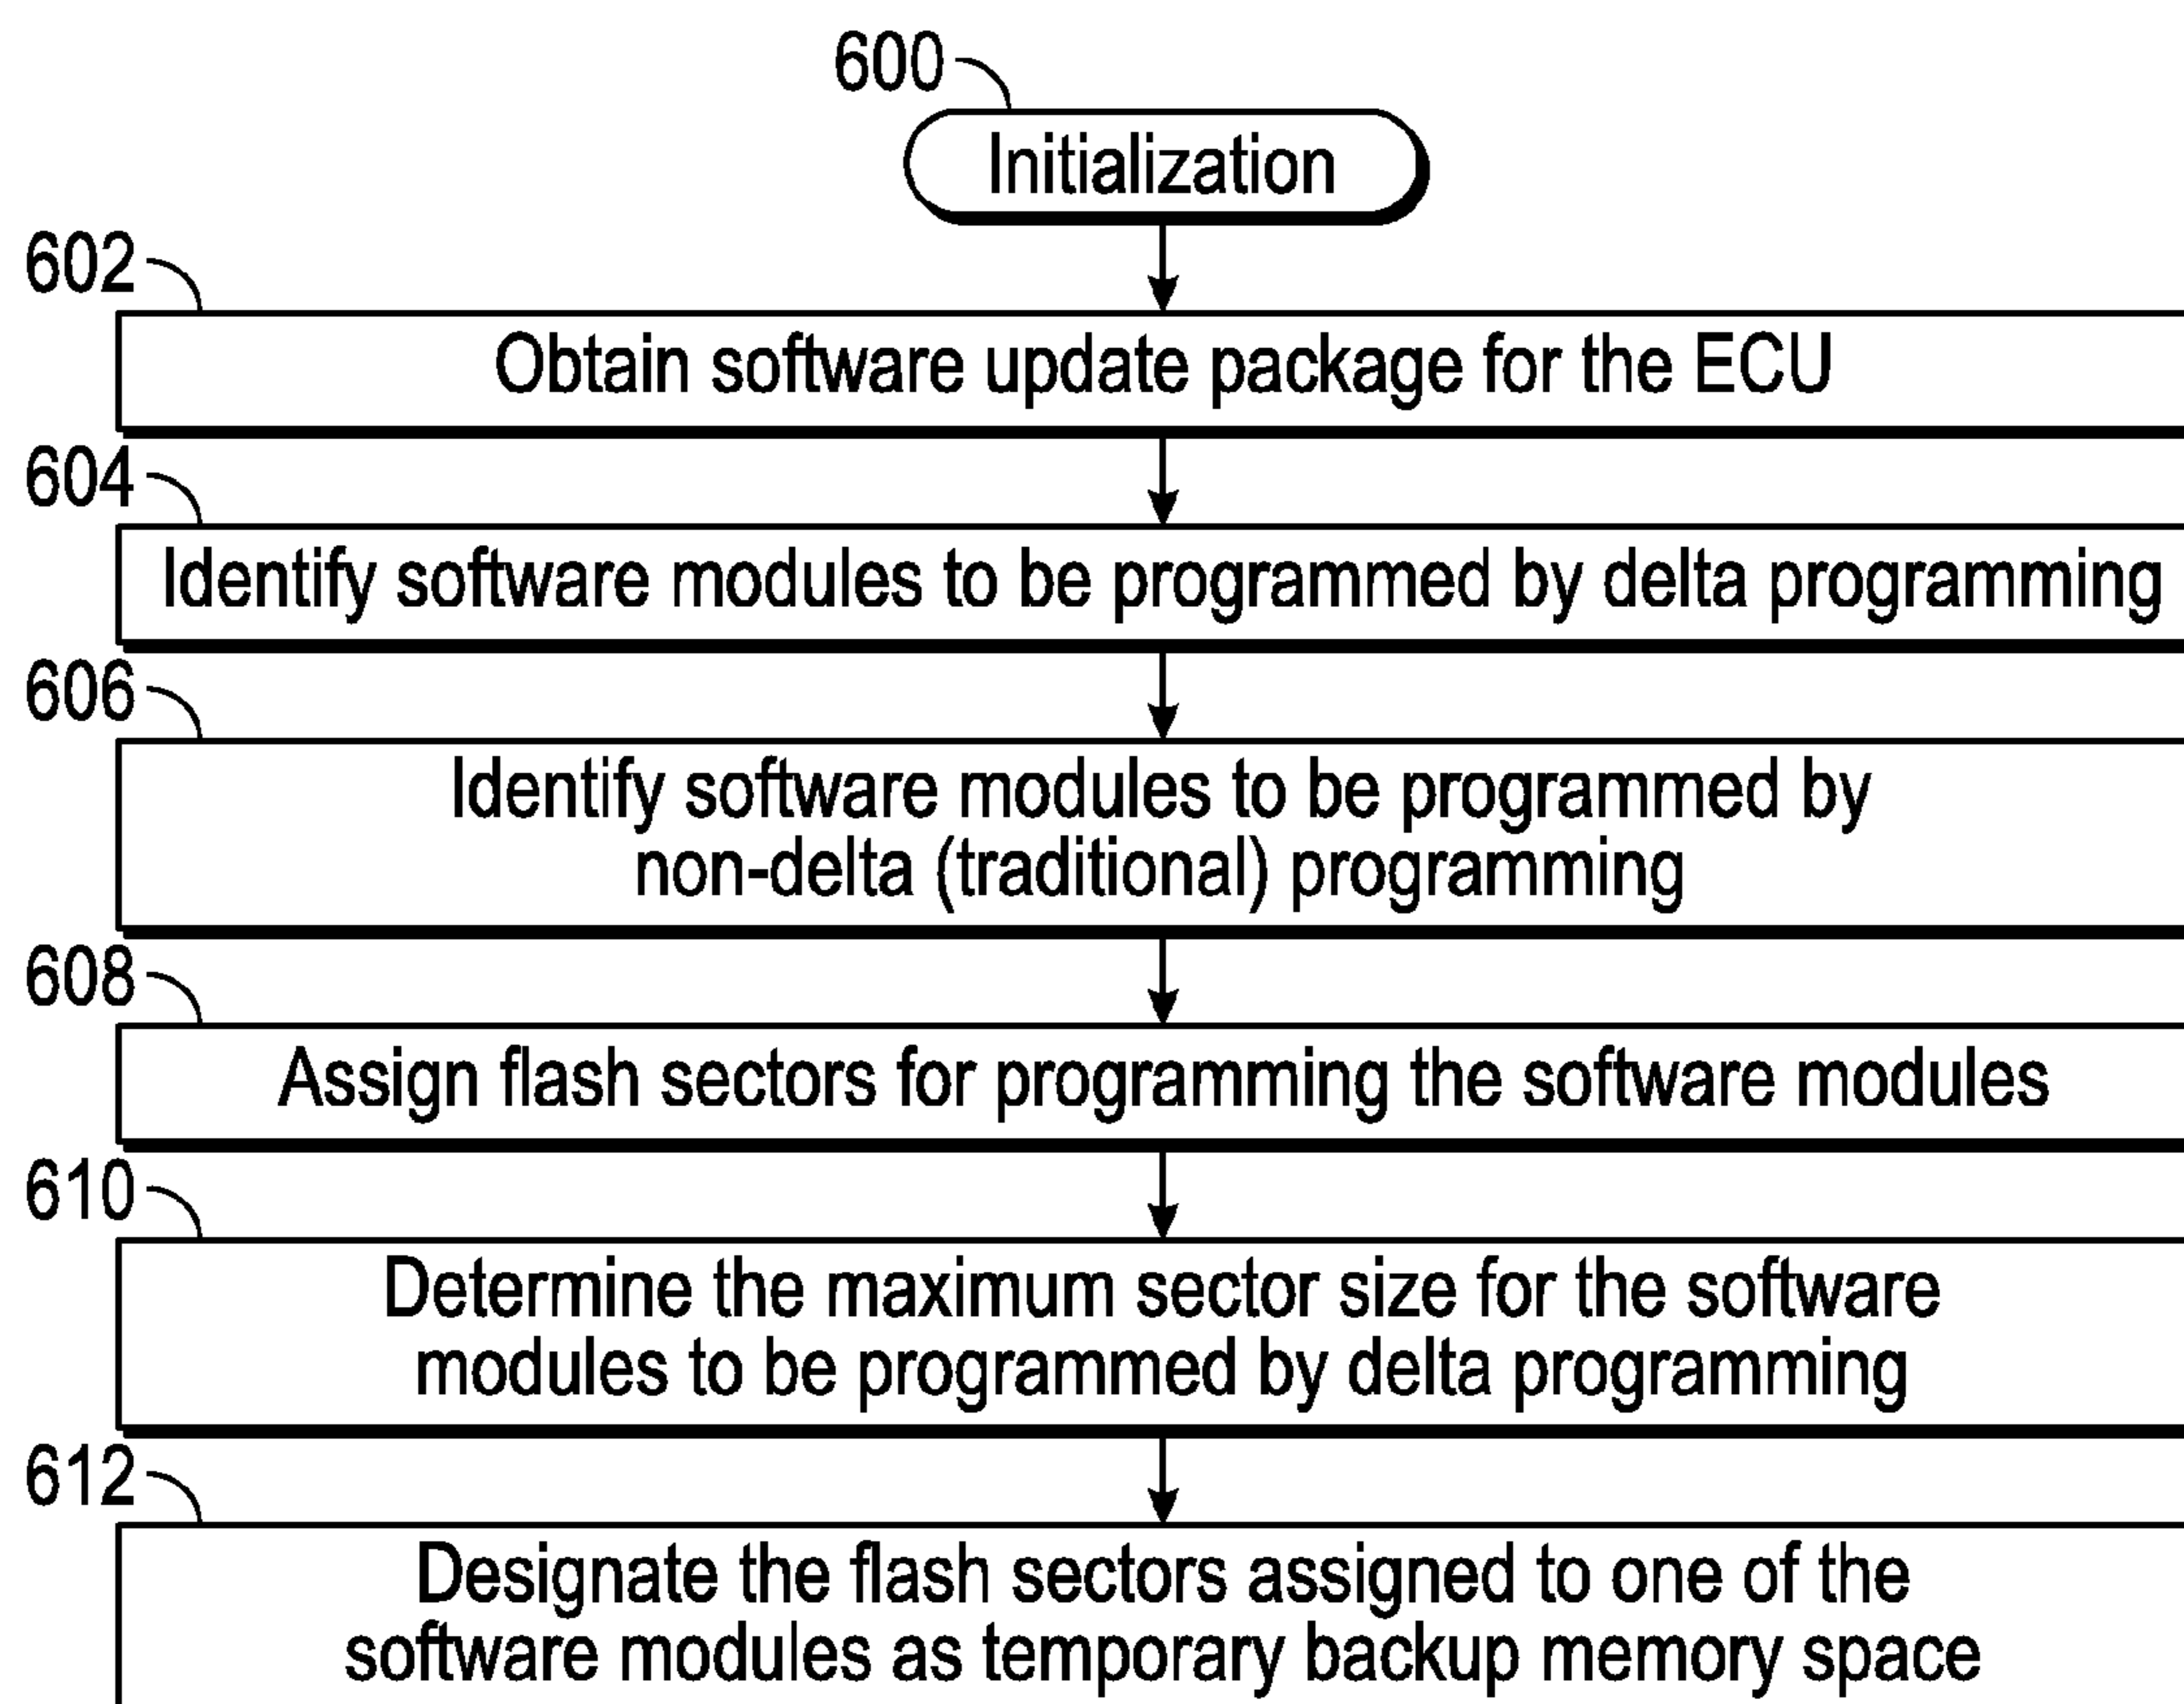 600
Initialization
602
Obtain software update package for the ECU
604
Identify software modules to be programmed by delta programming
606
Identify software modules to be programmed by
non-delta (traditional) programming
608
Assign flash sectors for programming the software modules
610
Determine the maximum sector size for the software
modules to be programmed by delta programming
612
Designate the flash sectors assigned to one of the
software modules as temporary backup memory space